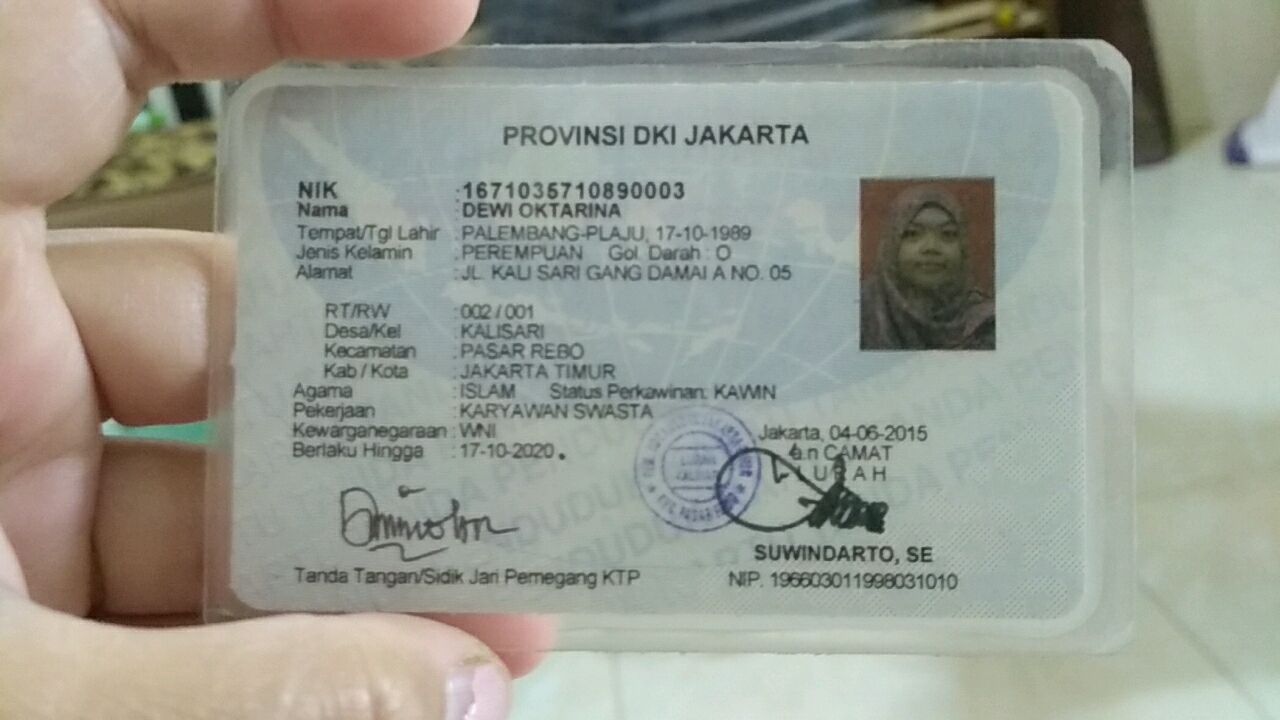 PROVINSI DKI JAKARTA
NIK : 1671035710890003
Nama : DEWI OKTARINA
Tempat/Tgl Lahir : PALEMBANG-PLAJU, 17-10-1989
Jenis Kelamin : PEREMPUAN Gol. Darah : O
Alamat : JL. KALI SARI GANG DAMAI A NO. 05
RT/RW : 002 / 001
Desa/Kel : KALISARI
Kecamatan : PASAR REBO
Kab / Kota : JAKARTA TIMUR
Agama : ISLAM Status Perkawinan: KAWIN
Pekerjaan : KARYAWAN SWASTA
Kewarganegaraan : WNI
Berlaku Hingga : 17-10-2020
Jakarta, 04-06-2015
a.n CAMAT
LURAH
SUWINDARTO, SE
Tanda Tangan/Sidik Jari Pemegang KTP
NIP. 196603011998031010